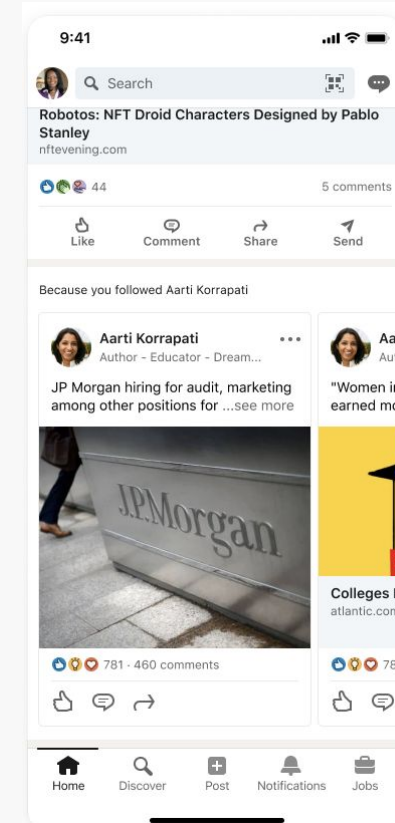 9:41
Search
Robotos: NFT Droid Characters Designed by Pablo
Stanley
nftevening.com
44
5 comments
Like
Comment
Share
Send
Because you followed Aarti Korrapati
Aarti Korrapati
Author - Educator - Dream...
JP Morgan hiring for audit, marketing
among other positions for ...see more
J.P.Morgan
781 · 460 comments
Aa
Au
"Women i
earned mo
Colleges
atlantic.com
78
Home
Discover
Post
Notifications
Jobs